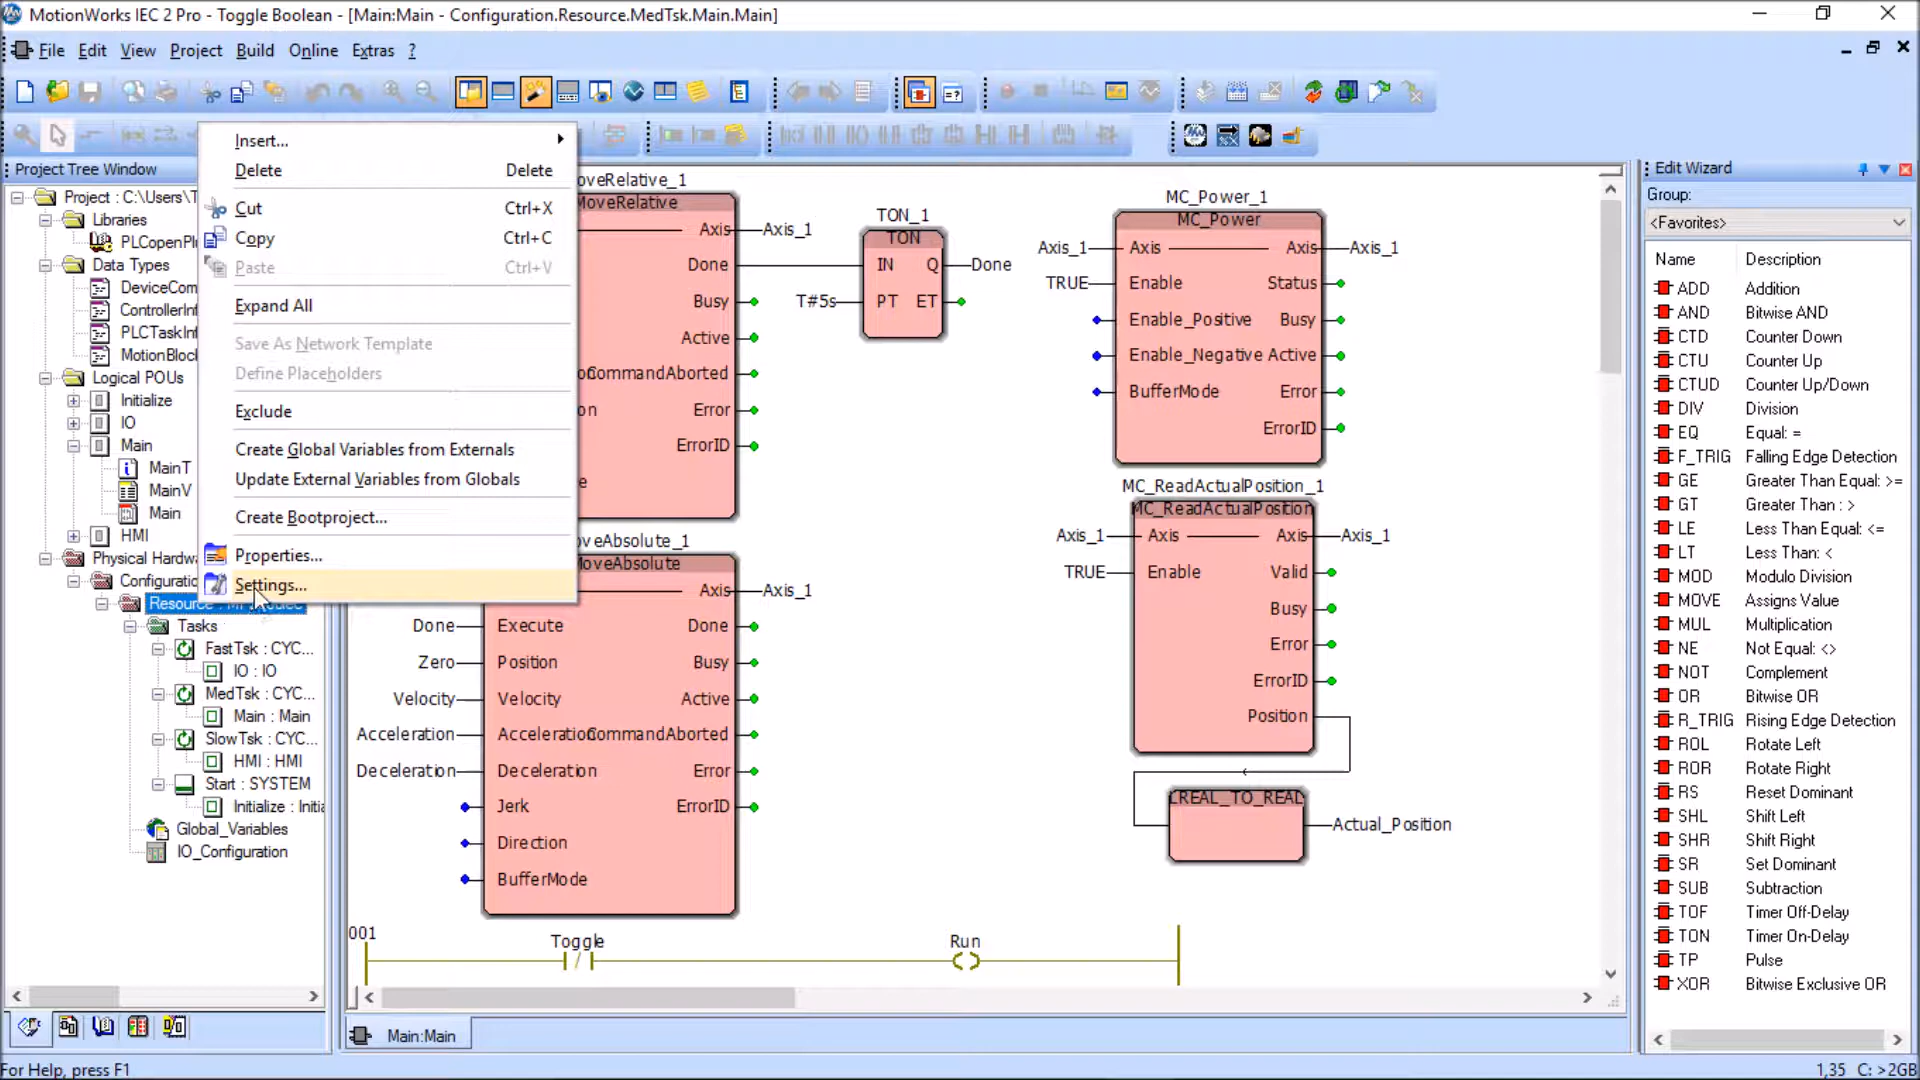 MotionWorks IEC 2 Pro - Toggle Boolean - [Main:Main - Configuration.Resource.MedTsk.Main.Main]
File Edit View Project Build Online Extras ?
Project Tree Window
Project : C:\Users\T
Libraries
PLCopenPl
Data Types
DeviceCom
ControllerInf
PLCTaskInf
MotionBlock
Logical POUs
Initialize
IO
Main
MainT
MainV
Main
HMI
Physical Hardwa
Configuratio
Resource :
Tasks
FastTsk : CYC...
IO : IO
MedTsk : CYC...
Main : Main
SlowTsk : CYC...
HMI : HMI
Start : SYSTEM
Initialize : Initia
Global_Variables
IO_Configuration
Insert...
Delete Delete
Cut Ctrl+X
Copy Ctrl+C
Paste Ctrl+V
Expand All
Save As Network Template
Define Placeholders
Exclude
Create Global Variables from Externals
Update External Variables from Globals
Create Bootproject...
Properties...
Settings...
oveRelative_1
MoveRelative
Axis Axis_1
Done
Busy
Active
CommandAborted
on Error
ErrorID
e
TON_1
TON
IN Q Done
T#5s PT ET
MC_Power_1
MC_Power
Axis_1 Axis Axis Axis_1
TRUE Enable Status
Enable_Positive Busy
Enable_Negative Active
BufferMode Error
ErrorID
MC_ReadActualPosition_1
MC_ReadActualPosition
Axis_1 Axis Axis Axis_1
TRUE Enable Valid
Busy
Error
ErrorID
Position
LREAL_TO_REAL
Actual_Position
oveAbsolute_1
MoveAbsolute
Axis Axis_1
Done Execute Done
Zero Position Busy
Velocity Velocity Active
Acceleration Acceleration CommandAborted
Deceleration Deceleration Error
Jerk ErrorID
Direction
BufferMode
001
Toggle Run
Main:Main
Edit Wizard
Group:
<Favorites>
Name Description
ADD Addition
AND Bitwise AND
CTD Counter Down
CTU Counter Up
CTUD Counter Up/Down
DIV Division
EQ Equal: =
F_TRIG Falling Edge Detection
GE Greater Than Equal: >=
GT Greater Than : >
LE Less Than Equal: <=
LT Less Than: <
MOD Modulo Division
MOVE Assigns Value
MUL Multiplication
NE Not Equal: <>
NOT Complement
OR Bitwise OR
R_TRIG Rising Edge Detection
ROL Rotate Left
ROR Rotate Right
RS Reset Dominant
SHL Shift Left
SHR Shift Right
SR Set Dominant
SUB Subtraction
TOF Timer Off-Delay
TON Timer On-Delay
TP Pulse
XOR Bitwise Exclusive OR
For Help, press F1
1,35 C: >2GB